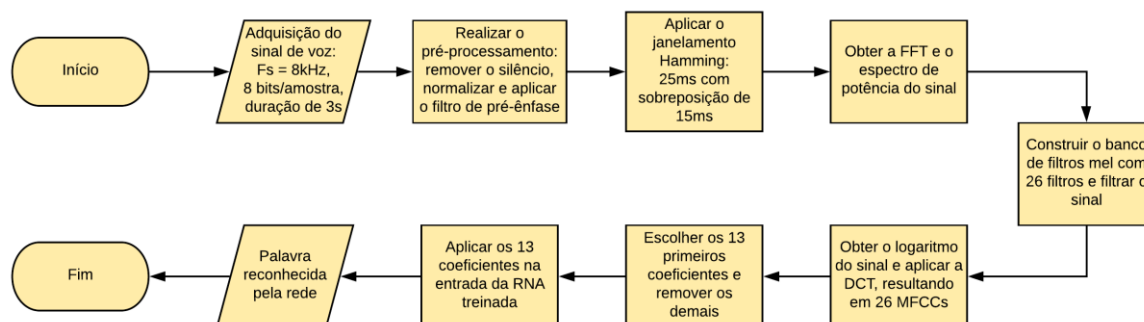 Início
Adquisição do
sinal de voz:
Fs = 8kHz,
8 bits/amostra,
duração de 3s
Realizar o
pré-processamento:
remover o silêncio,
normalizar e aplicar
o filtro de pré-ênfase
Aplicar o
janelamento
Hamming:
25ms com
sobreposição de
15ms
Obter a FFT e o
espectro de
potência do sinal
Construir o banco
de filtros mel com
26 filtros e filtrar o
sinal
Obter o logaritmo
do sinal e aplicar a
DCT, resultando
em 26 MFCCs
Escolher os 13
primeiros
coeficientes e
remover os
demais
Aplicar os 13
coeficientes na
entrada da RNA
treinada
Palavra
reconhecida
pela rede
Fim